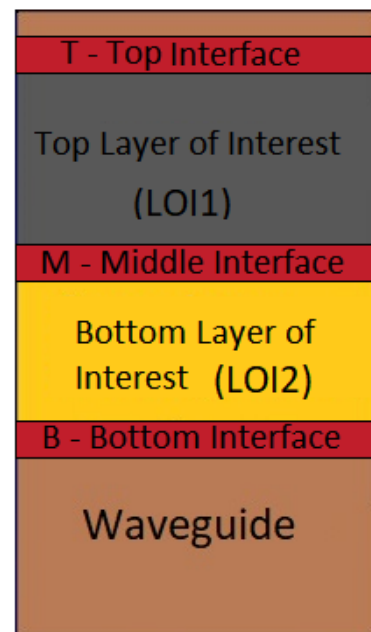 T - Top Interface
Top Layer of Interest
(LOI1)
M - Middle Interface
Bottom Layer of
Interest (LOI2)
B - Bottom Interface
Waveguide